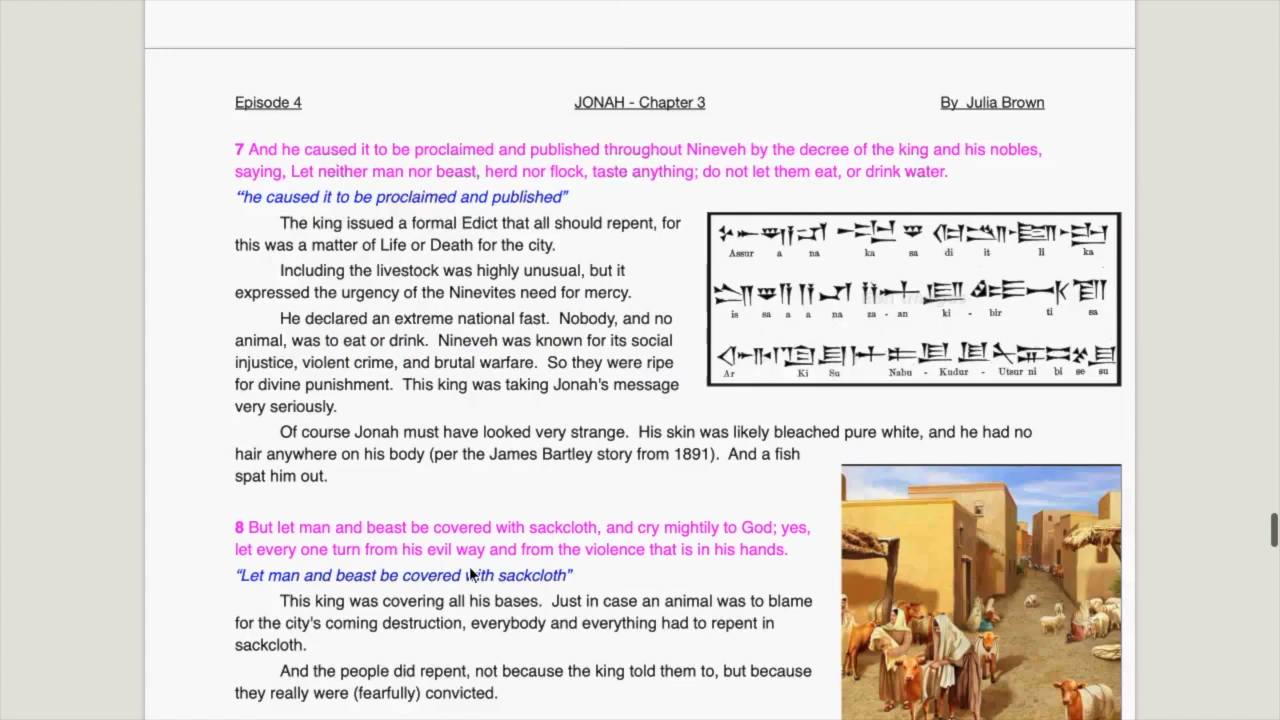 Episode 4 JONAH - Chapter 3 By Julia Brown
7 And he caused it to be proclaimed and published throughout Nineveh by the decree of the king and his nobles,
saying, Let neither man nor beast, herd nor flock, taste anything; do not let them eat, or drink water.
“he caused it to be proclaimed and published”
The king issued a formal Edict that all should repent, for
this was a matter of Life or Death for the city.
Including the livestock was highly unusual, but it
expressed the urgency of the Ninevites need for mercy.
He declared an extreme national fast. Nobody, and no
animal, was to eat or drink. Nineveh was known for its social
injustice, violent crime, and brutal warfare. So they were ripe
for divine punishment. This king was taking Jonah's message
very seriously.
Assur a na ka sa di it li ka
is sa a a na za - an ki - bir ti sa
Ar Ki Su Nabu - Kudur - Utsur ni bi se su
Of course Jonah must have looked very strange. His skin was likely bleached pure white, and he had no
hair anywhere on his body (per the James Bartley story from 1891). And a fish
spat him out.
8 But let man and beast be covered with sackcloth, and cry mightily to God; yes,
let every one turn from his evil way and from the violence that is in his hands.
“Let man and beast be covered with sackcloth”
This king was covering all his bases. Just in case an animal was to blame
for the city's coming destruction, everybody and everything had to repent in
sackcloth.
And the people did repent, not because the king told them to, but because
they really were (fearfully) convicted.